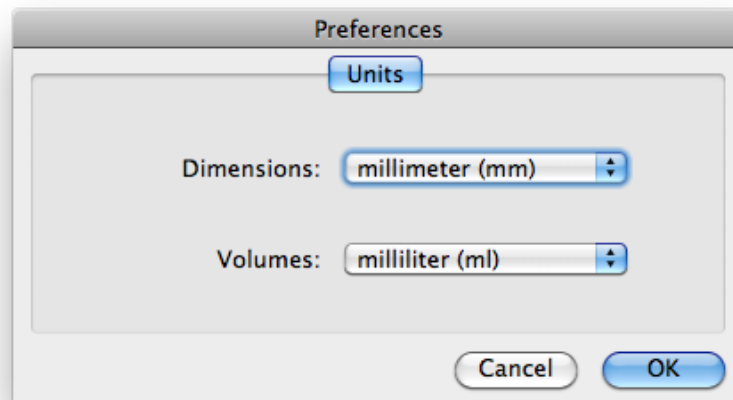 Preferences
Units
Dimensions: millimeter (mm)
Volumes: milliliter (ml)
Cancel OK